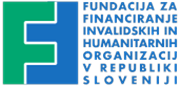 FUNDACIJA ZA
FINANCIRANJE
INVALIDSKIH IN
HUMANITARNIH
ORGANIZACIJ
V REPUBLIKI
SLOVENIJI